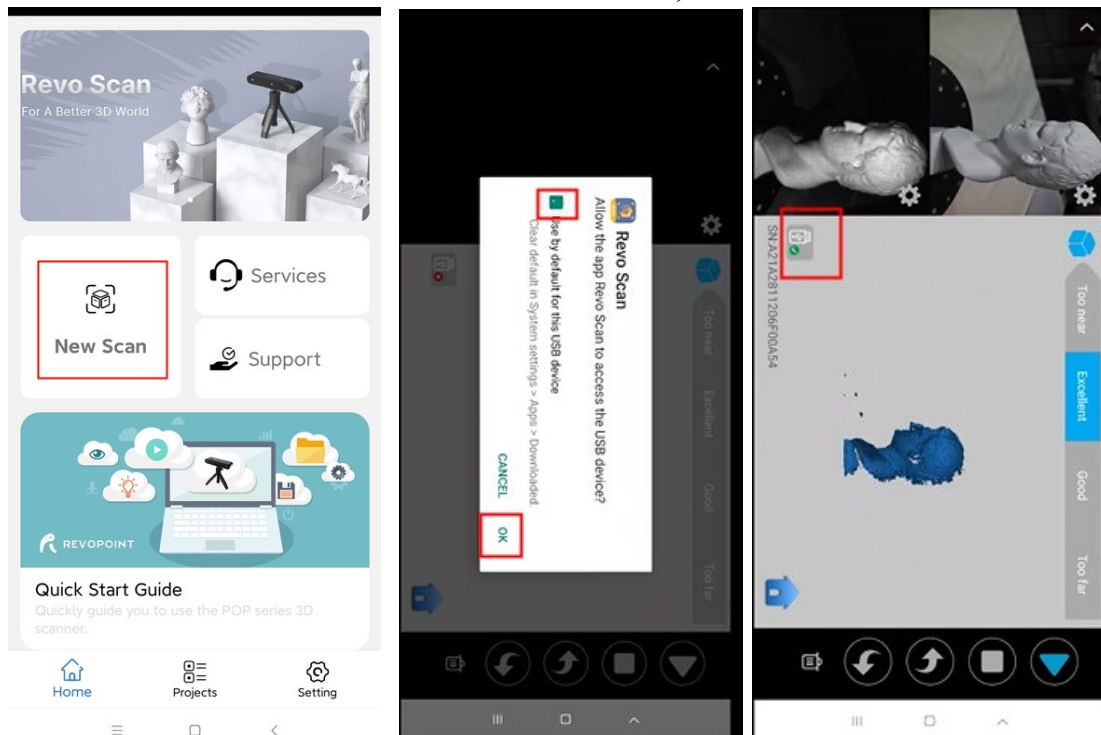 Revo Scan
For A Better 3D World
New Scan
Services
Support
REVOPOINT
Quick Start Guide
Quickly guide you to use the POP series 3D
scanner.
Home
Projects
Setting
Revo Scan
Allow the app Revo Scan to access the USB device?
Use by default for this USB device
Clear default in System settings > Apps > Downloaded.
CANCEL
OK
Too near
Excellent
Good
Too far
Too near
Excellent
Good
Too far
SN:A21A2811206F00A54